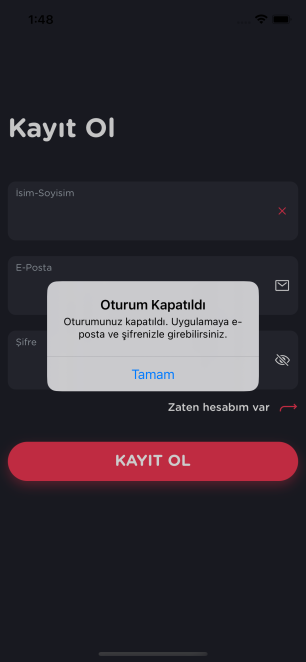 1:48
Kayıt Ol
Isim-Soyisim
E-Posta
Oturum Kapatıldı
Oturumunuz kapatıldı. Uygulamaya e-
posta ve şifrenizle girebilirsiniz.
Şifre
Tamam
Zaten hesabım var
KAYIT OL